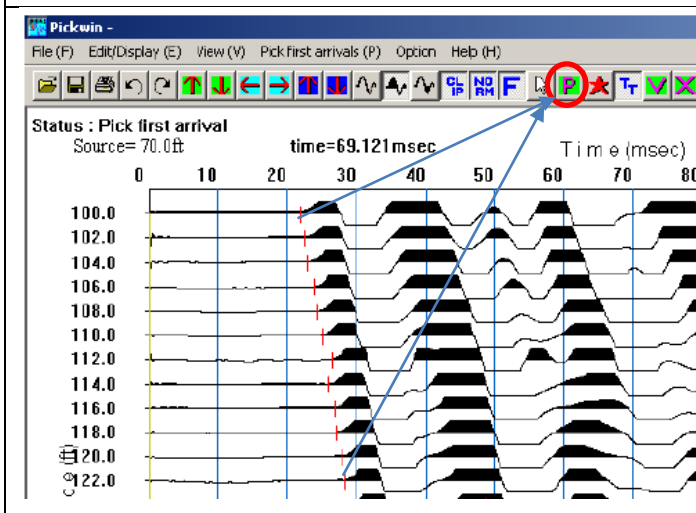 Pickwin -
File (F) Edit/Display (E) View (V) Pick first arrivals (P) Option Help (H)
CL IP NO RM F P TT
Status : Pick first arrival
Source= 70.0ft time=69.121msec Time (msec)
0 10 20 30 40 50 60 70 80
100.0
102.0
104.0
106.0
108.0
110.0
112.0
114.0
116.0
118.0
120.0
122.0
c e (ft)